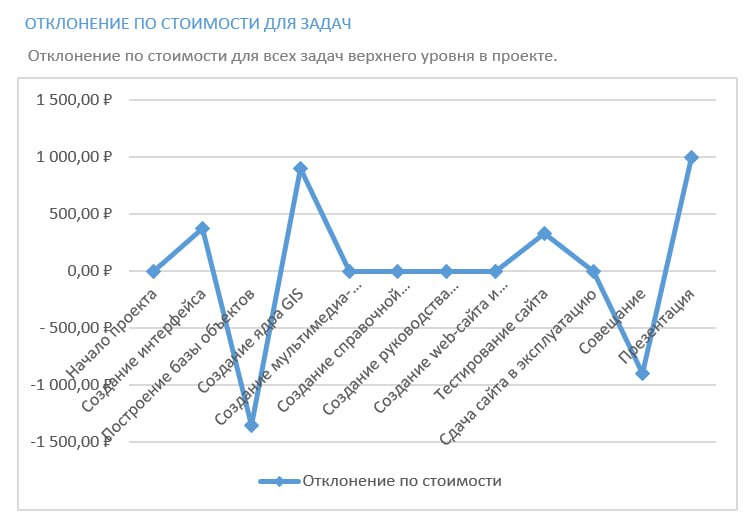 ОТКЛОНЕНИЕ ПО СТОИМОСТИ ДЛЯ ЗАДАЧ
Отклонение по стоимости для всех задач верхнего уровня в проекте.
1 500,00 ₽
1 000,00 ₽
500,00 ₽
0,00 ₽
- 500,00 ₽
-1 000,00 ₽
-1 500,00 ₽
Начало проекта
Создание интерфейса
Построение базы объектов
Создание ядра GIS
Создание мультимедиа-...
Создание справочной...
Создание руководства...
Создание web-сайта и...
Тестирование сайта
Сдача сайта в эксплуатацию
Совещание
Презентация
Отклонение по стоимости